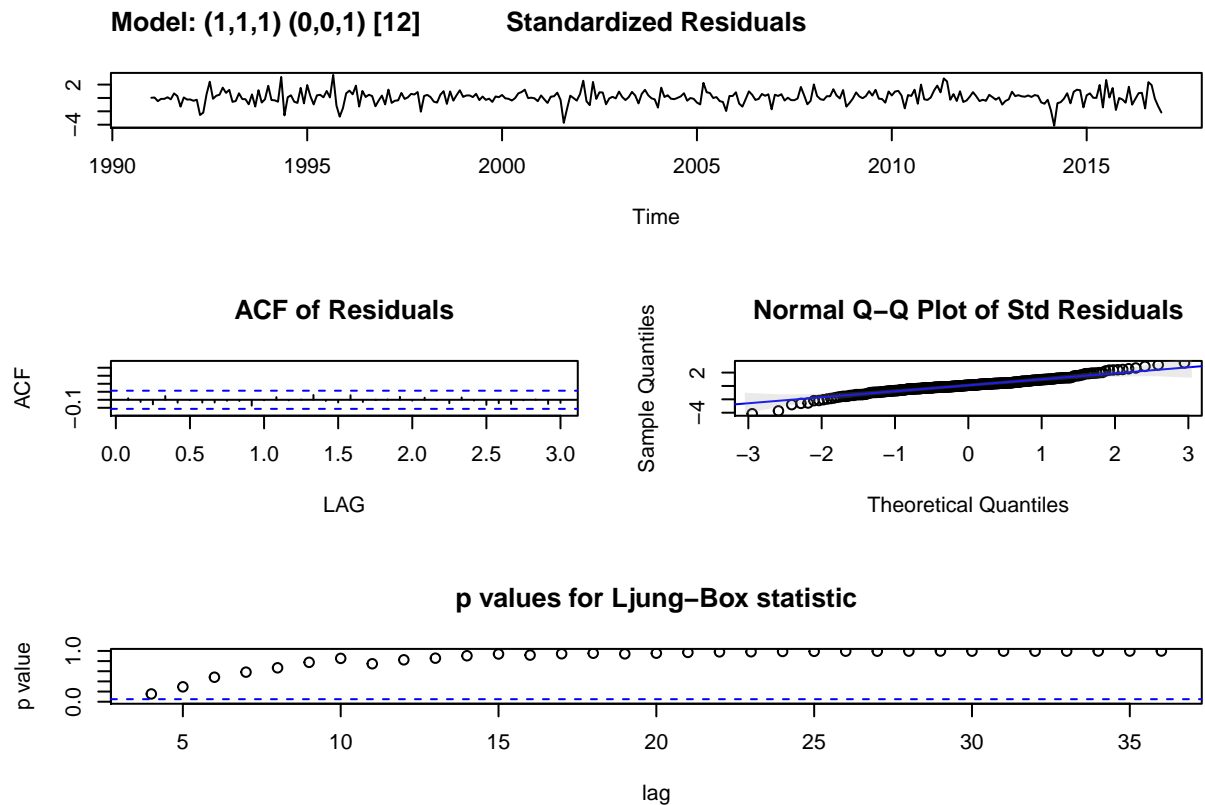 Model: (1,1,1) (0,0,1) [12] Standardized Residuals
2
−4
1990 1995 2000 2005 2010 2015
Time
ACF of Residuals
ACF
−0.1
0.0 0.5 1.0 1.5 2.0 2.5 3.0
LAG
Normal Q−Q Plot of Std Residuals
Sample Quantiles
2
−4
−3 −2 −1 0 1 2 3
Theoretical Quantiles
p values for Ljung−Box statistic
p value
1.0
0.0
5 10 15 20 25 30 35
lag